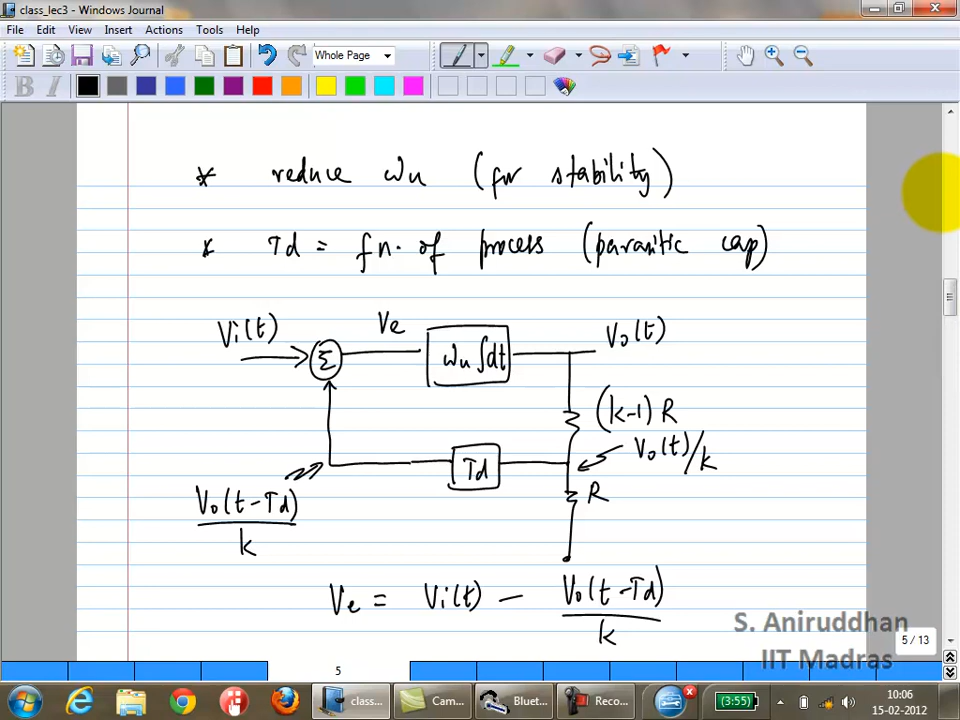 class_lec3 - Windows Journal
File Edit View Insert Actions Tools Help
Whole Page
B I
* reduce ωu (for stability)
* Td = fn. of process (parasitic cap)
Vi(t) Ve Vo(t)
Σ ωu ∫dt
(k-1) R
Vo(t)/k
Td
R
Vo(t-Td)
k
Ve = Vi(t) - Vo(t-Td)
k
S. Aniruddhan
IIT Madras
5 / 13
5
class... Cam... Bluet... Reco... (3:55) 10:06
15-02-2012